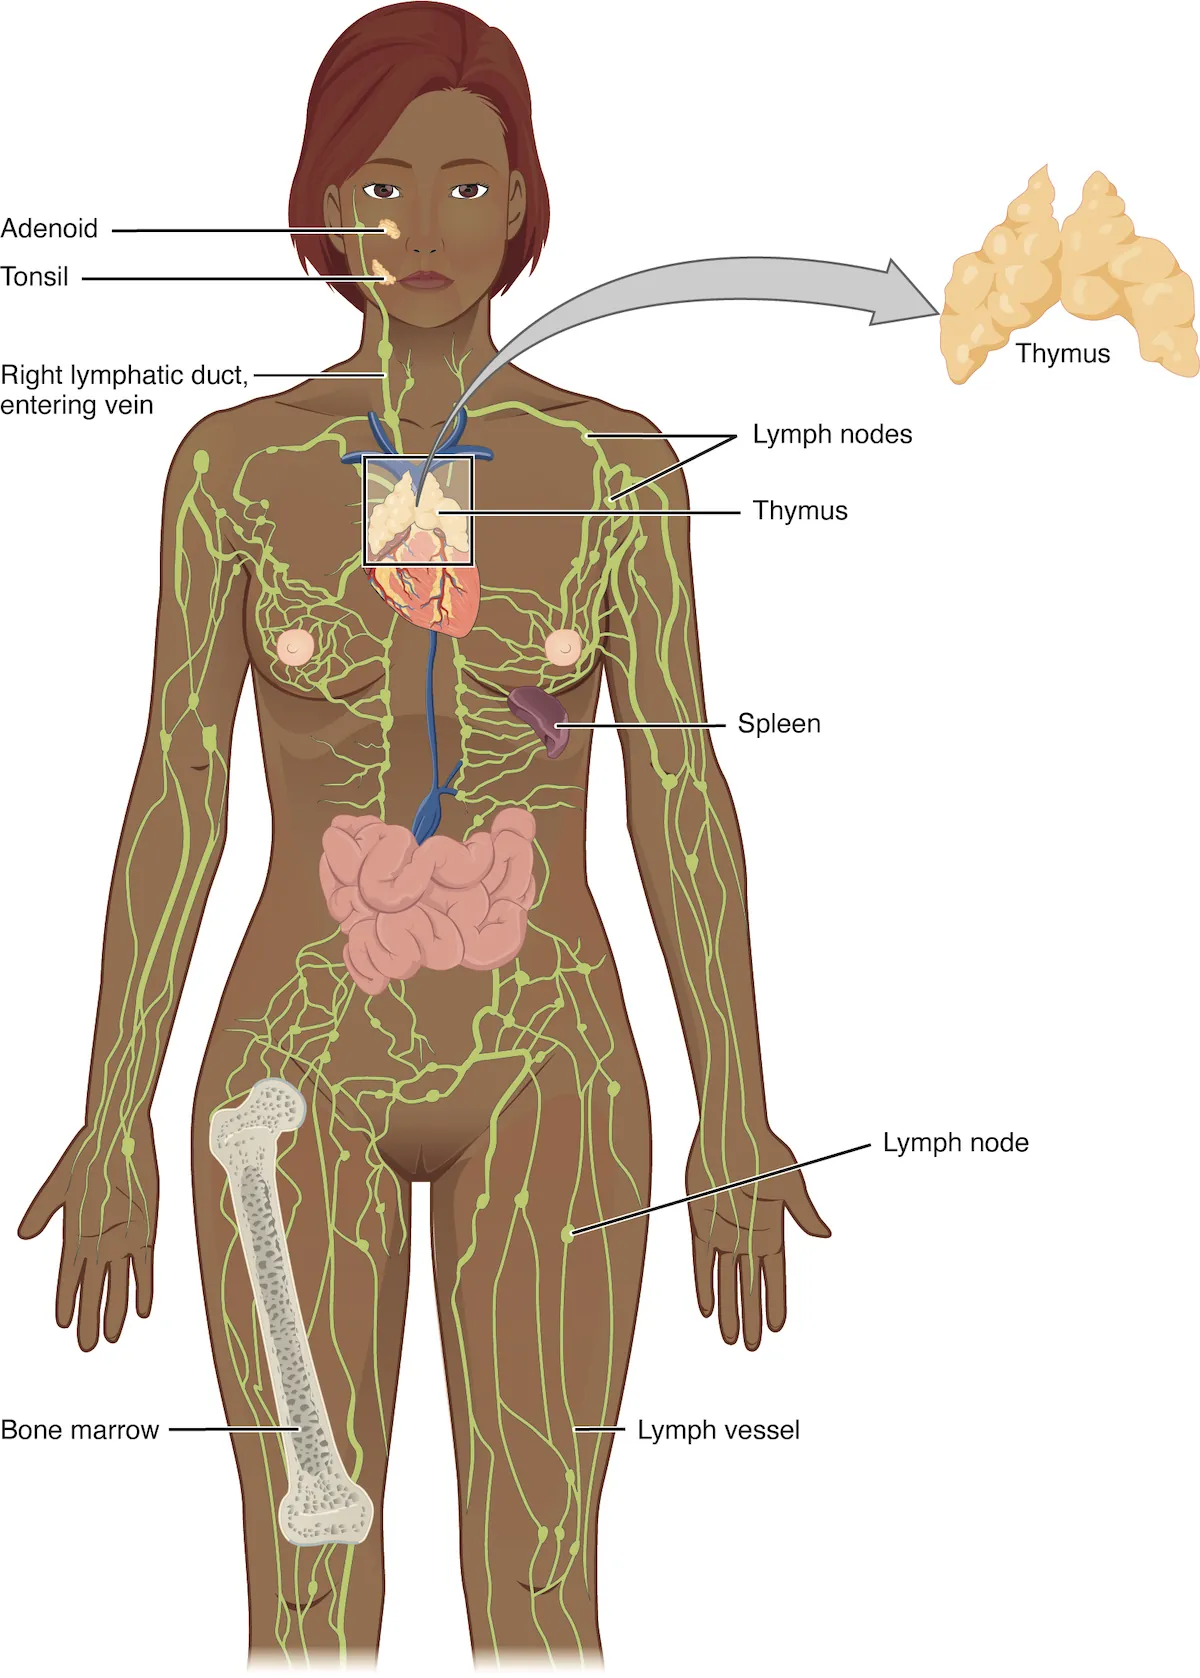 Adenoid
Tonsil
Thymus
Right lymphatic duct,
entering vein
Lymph nodes
Thymus
Spleen
Lymph node
Bone marrow
Lymph vessel